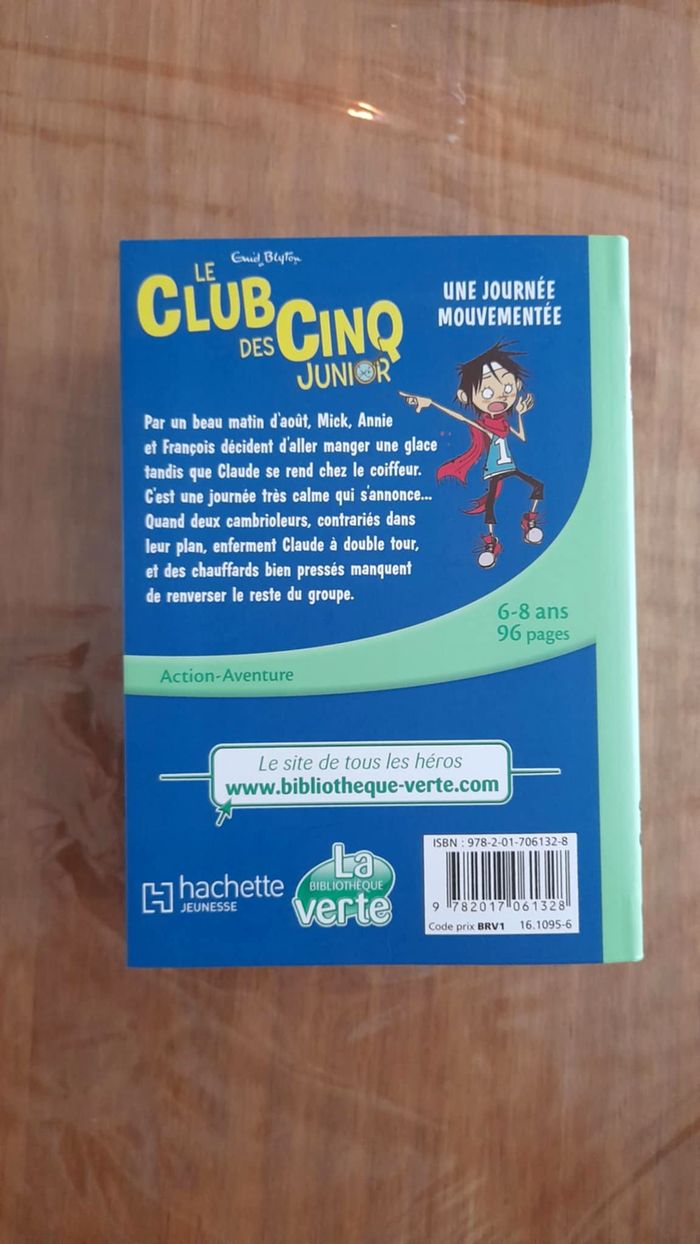 Enid Blyton
LE
CLUB
DES CINQ
JUNIOR
UNE JOURNÉE
MOUVEMENTÉE
Par un beau matin d'août, Mick, Annie
et François décident d'aller manger une glace
tandis que Claude se rend chez le coiffeur.
C'est une journée très calme qui s'annonce...
Quand deux cambrioleurs, contrariés dans
leur plan, enferment Claude à double tour,
et des chauffards bien pressés manquent
de renverser le reste du groupe.
1
6-8 ans
96 pages
Action-Aventure
Le site de tous les héros
www.bibliotheque-verte.com
hachette
JEUNESSE
La
BIBLIOTHÈQUE
verte
ISBN : 978-2-01-706132-8
9 782017 061328
Code prix BRV1 16.1095-6